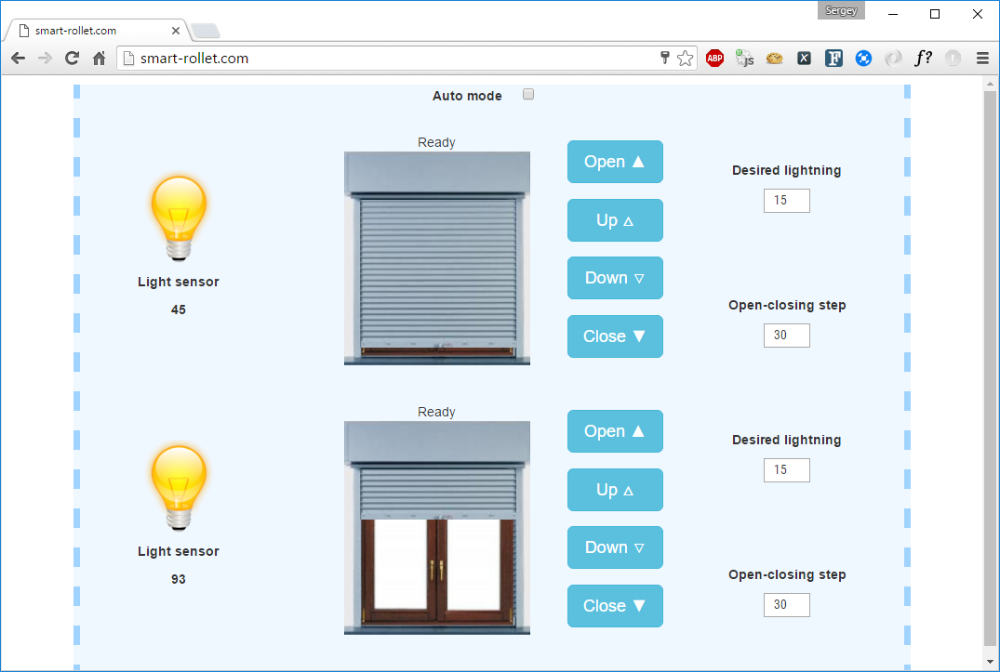 Sergey
smart-rollet.com
smart-rollet.com
ABP
js
X
F
f?
Auto mode
Ready
Open ▲
Desired lightning
15
Up △
Light sensor
45
Down ▽
Open-closing step
30
Close ▼
Ready
Open ▲
Desired lightning
15
Up △
Light sensor
93
Down ▽
Open-closing step
30
Close ▼